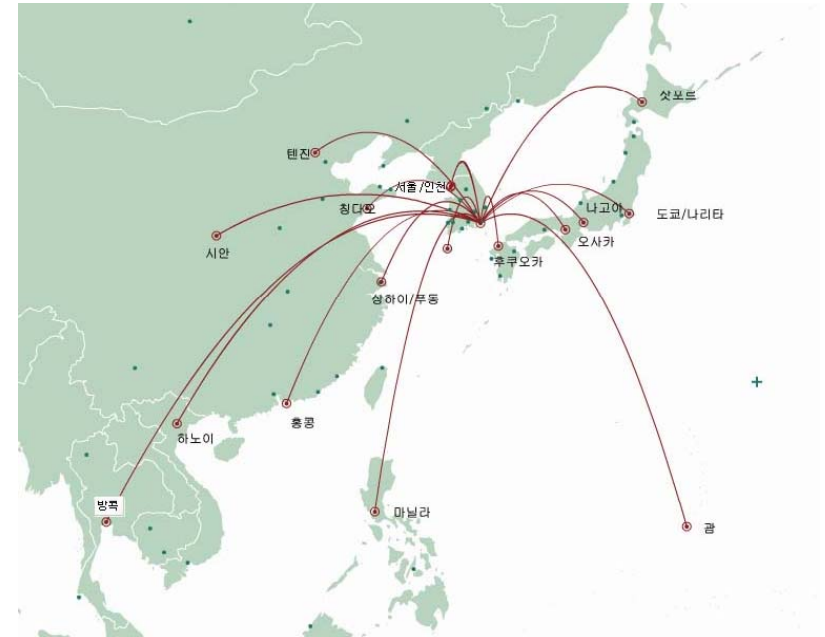 삿포르
텐진
서울/인천
칭다오
나고야
도쿄/나리타
시안
오사카
후쿠오카
상하이/푸동
홍콩
하노이
방콕
마닐라
괌